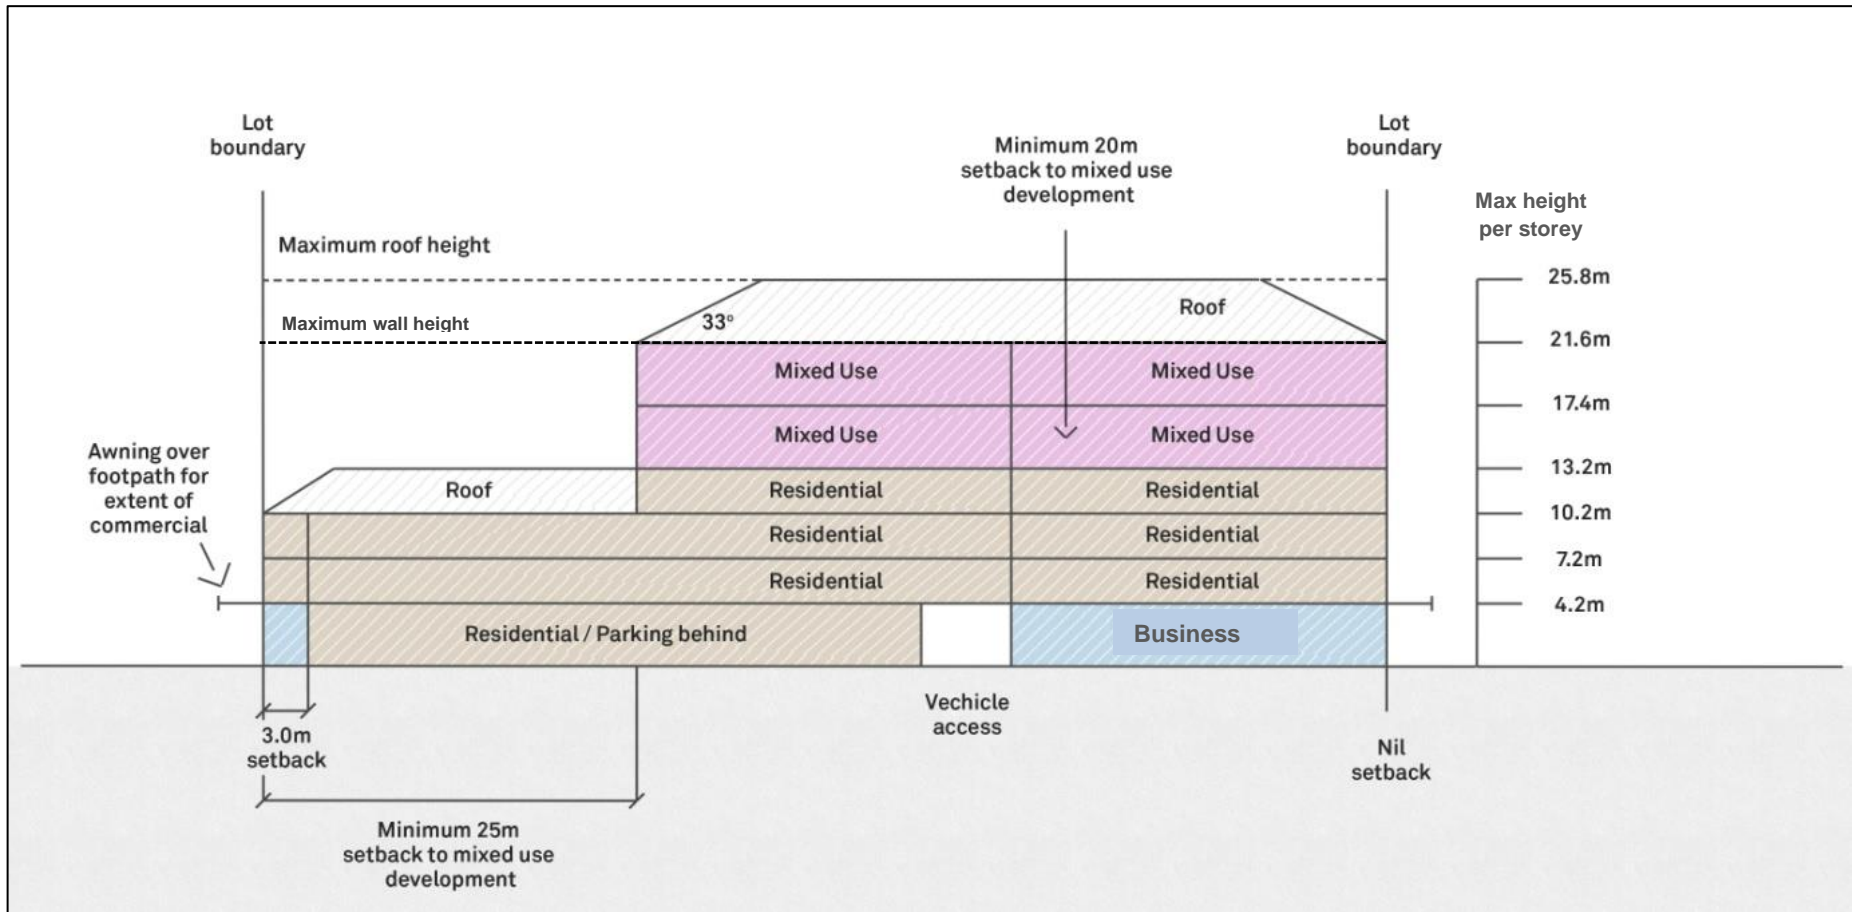 Lot
boundary
Lot
boundary
Minimum 20m
setback to mixed use
development
Max height
per storey
Maximum roof height
25.8m
Roof
33°
Maximum wall height
21.6m
Mixed Use
Mixed Use
17.4m
Mixed Use
Mixed Use
13.2m
Awning over
footpath for
extent of
commercial
Roof
Residential
Residential
10.2m
Residential
Residential
7.2m
Residential
Residential
4.2m
Residential / Parking behind
Business
Vechicle
access
3.0m
setback
Nil
setback
Minimum 25m
setback to mixed use
development